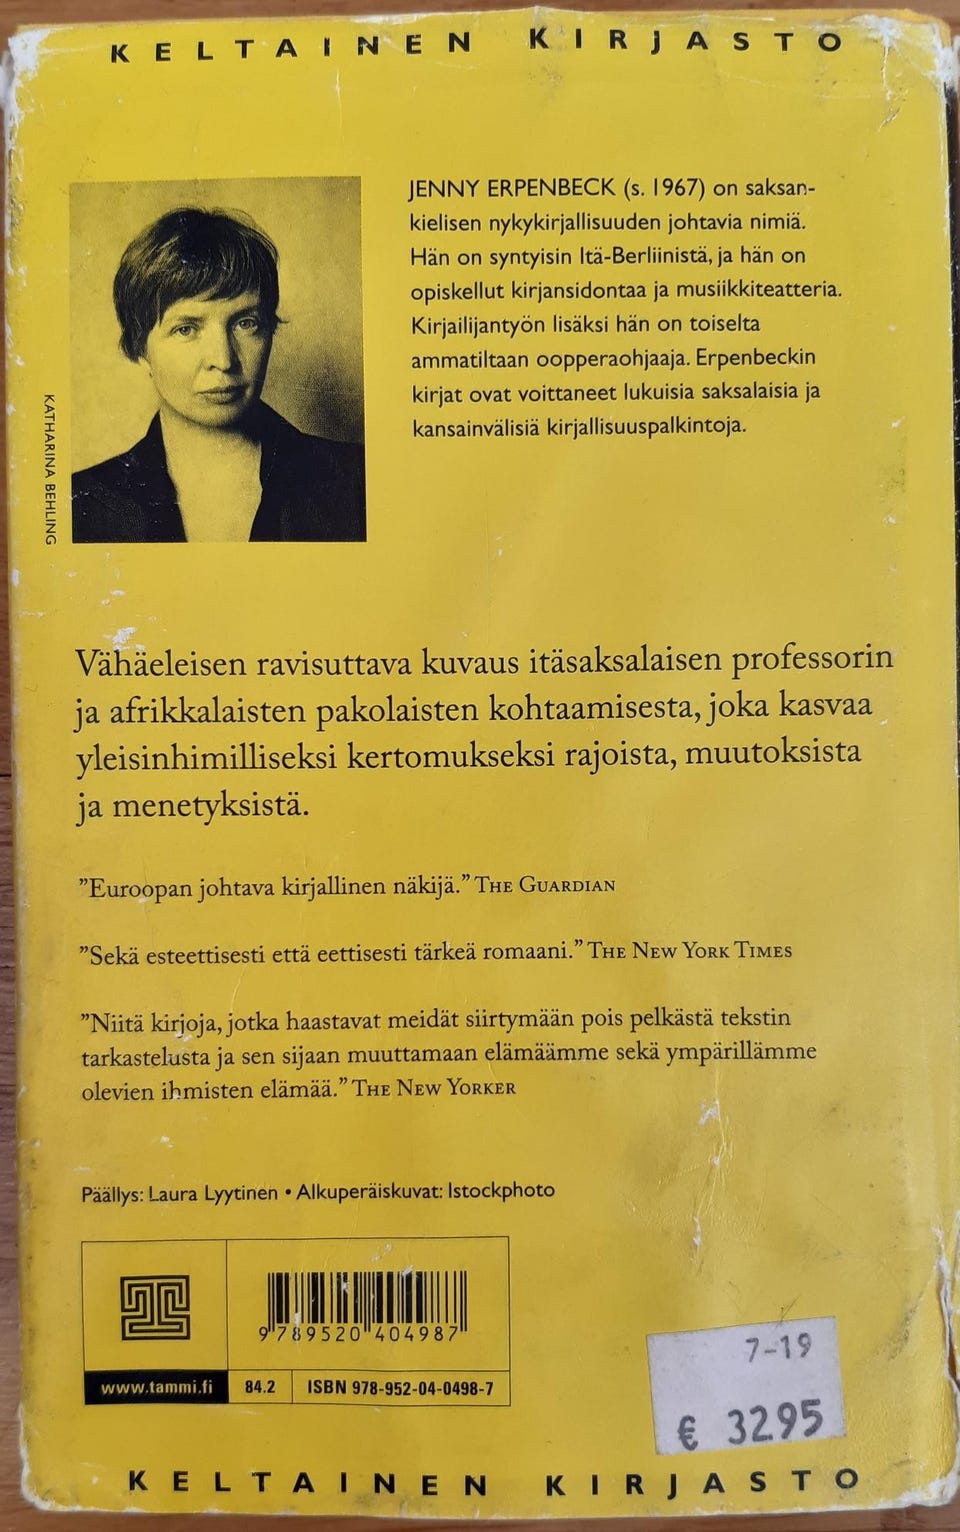 KELTAINEN KIRJASTO
JENNY ERPENBECK (s. 1967) on saksan-
kielisen nykykirjallisuuden johtavia nimiä.
Hän on syntyisin Itä-Berliinistä, ja hän on
opiskellut kirjansidontaa ja musiikkiteatteria.
Kirjailijantyön lisäksi hän on toiselta
ammatiltaan oopperaohjaaja. Erpenbeckin
kirjat ovat voittaneet lukuisia saksalaisia ja
kansainvälisiä kirjallisuuspalkintoja.
KATHARINA BEHLING
Vähäeleisen ravisuttava kuvaus itäsaksalaisen professorin
ja afrikkalaisten pakolaisten kohtaamisesta, joka kasvaa
yleisinhimilliseksi kertomukseksi rajoista, muutoksista
ja menetyksistä.
”Euroopan johtava kirjallinen näkijä.” THE GUARDIAN
”Sekä esteettisesti että eettisesti tärkeä romaani.” THE NEW YORK TIMES
”Niitä kirjoja, jotka haastavat meidät siirtymään pois pelkästä tekstin
tarkastelusta ja sen sijaan muuttamaan elämäämme sekä ympärillämme
olevien ihmisten elämää.” THE NEW YORKER
Päällys: Laura Lyytinen • Alkuperäiskuvat: Istockphoto
9 789520 404987
www.tammi.fi 84.2 ISBN 978-952-04-0498-7
7-19
€ 3295
KELTAINEN KIRJASTO